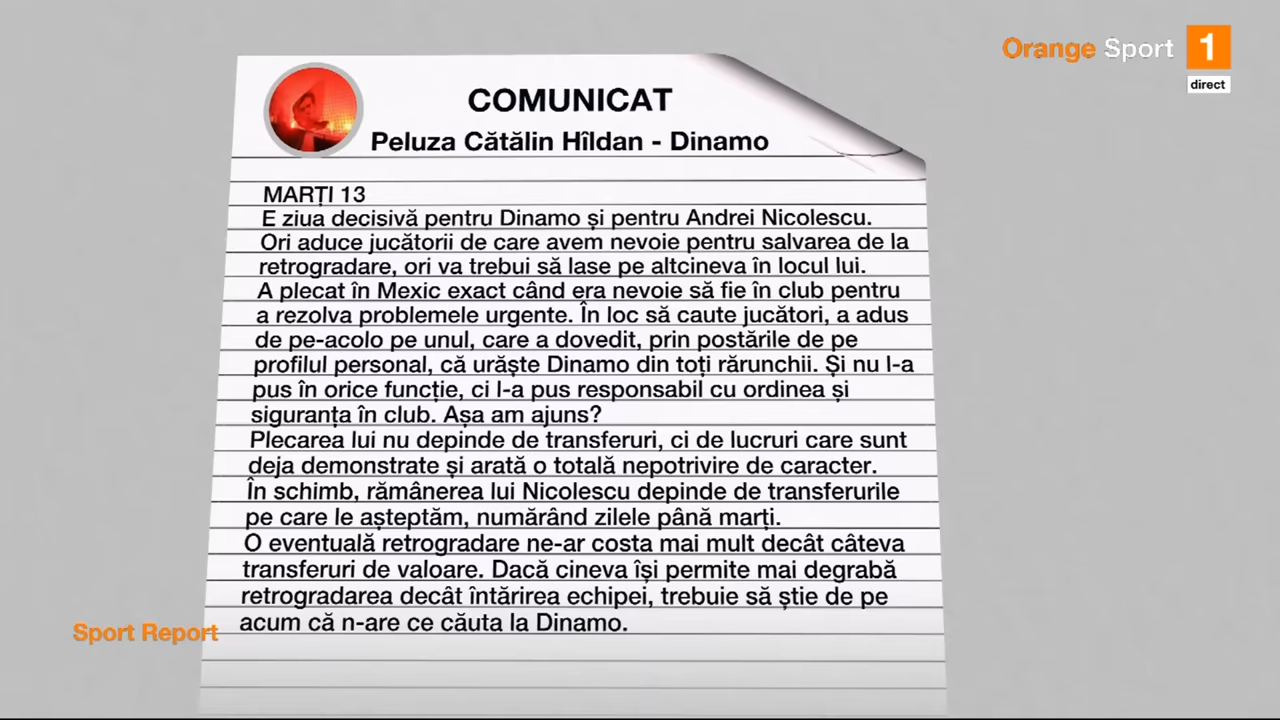 Orange Sport 1
direct
COMUNICAT
Peluza Cătălin Hîldan - Dinamo
MARȚI 13
E ziua decisivă pentru Dinamo și pentru Andrei Nicolescu.
Ori aduce jucătorii de care avem nevoie pentru salvarea de la
retrogradare, ori va trebui să lase pe altcineva în locul lui.
A plecat în Mexic exact când era nevoie să fie în club pentru
a rezolva problemele urgente. În loc să caute jucători, a adus
de pe-acolo pe unul, care a dovedit, prin postările de pe
profilul personal, că urăște Dinamo din toți rărunchii. Și nu l-a
pus în orice funcție, ci l-a pus responsabil cu ordinea și
siguranța în club. Așa am ajuns?
Plecarea lui nu depinde de transferuri, ci de lucruri care sunt
deja demonstrate și arată o totală nepotrivire de caracter.
În schimb, rămânerea lui Nicolescu depinde de transferurile
pe care le așteptăm, numărând zilele până marți.
O eventuală retrogradare ne-ar costa mai mult decât câteva
transferuri de valoare. Dacă cineva își permite mai degrabă
retrogradarea decât întărirea echipei, trebuie să știe de pe
acum că n-are ce căuta la Dinamo.
Sport Report